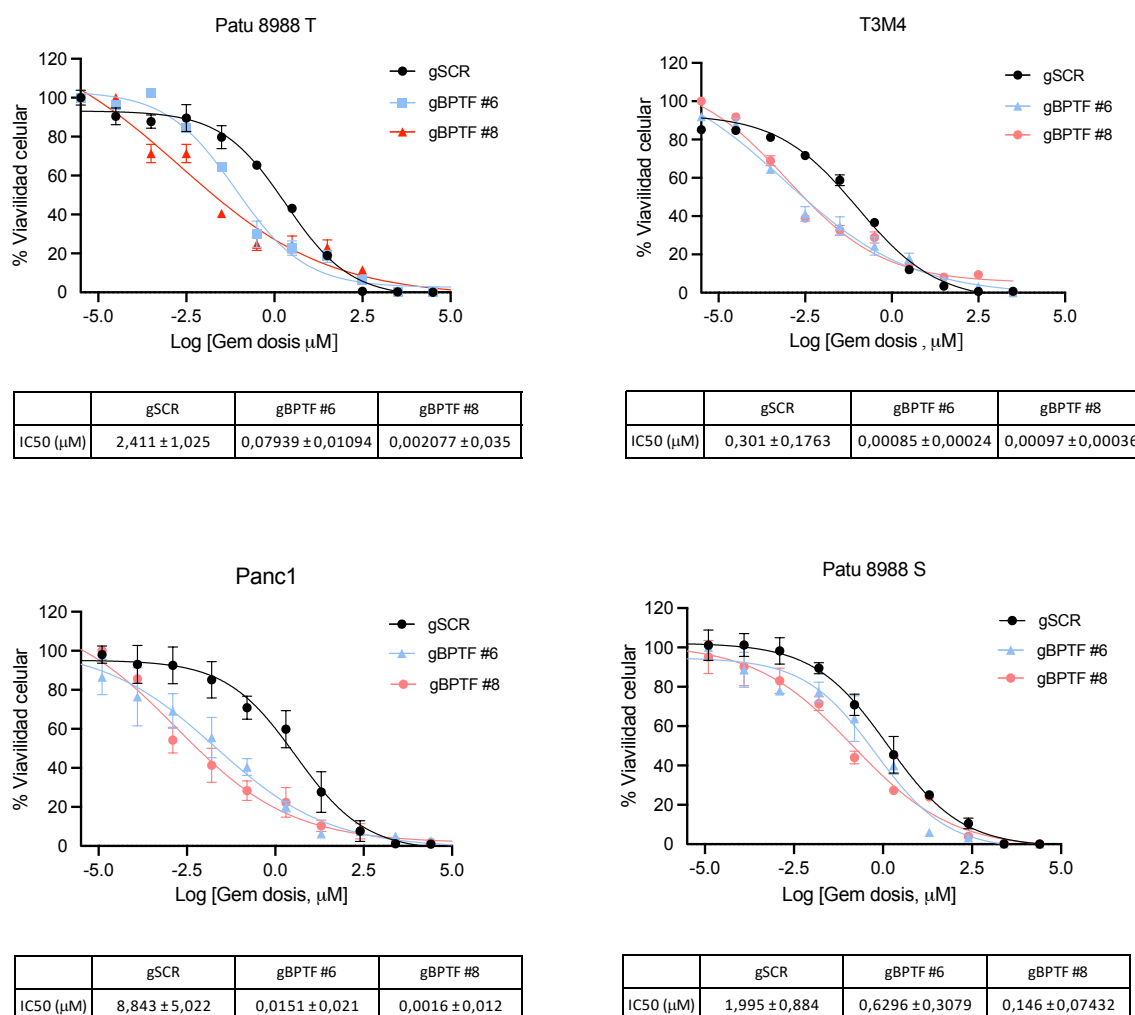 Patu 8988 T
120
100
80
60
40
20
0
% Viavilidad celular
-5.0 -2.5 0.0 2.5 5.0
Log [Gem dosis μM]
gSCR
gBPTF #6
gBPTF #8
T3M4
120
100
80
60
40
20
0
% Viavilidad celular
-5.0 -2.5 0.0 2.5 5.0
Log [Gem dosis , μM]
gSCR
gBPTF #6
gBPTF #8
gSCR gBPTF #6 gBPTF #8
IC50 (μM) 2,411 ± 1,025 0,07939 ± 0,01094 0,002077 ± 0,035
gSCR gBPTF #6 gBPTF #8
IC50 (μM) 0,301 ± 0,1763 0,00085 ± 0,00024 0,00097 ± 0,00036
Panc1
120
100
80
60
40
20
0
% Viavilidad celular
-5.0 -2.5 0.0 2.5 5.0
Log [Gem dosis, μM]
gSCR
gBPTF #6
gBPTF #8
Patu 8988 S
120
100
80
60
40
20
0
% Viavilidad celular
-5.0 -2.5 0.0 2.5 5.0
Log [Gem dosis, μM]
gSCR
gBPTF #6
gBPTF #8
gSCR gBPTF #6 gBPTF #8
IC50 (μM) 8,843 ± 5,022 0,0151 ± 0,021 0,0016 ± 0,012
gSCR gBPTF #6 gBPTF #8
IC50 (μM) 1,995 ± 0,884 0,6296 ± 0,3079 0,146 ± 0,07432